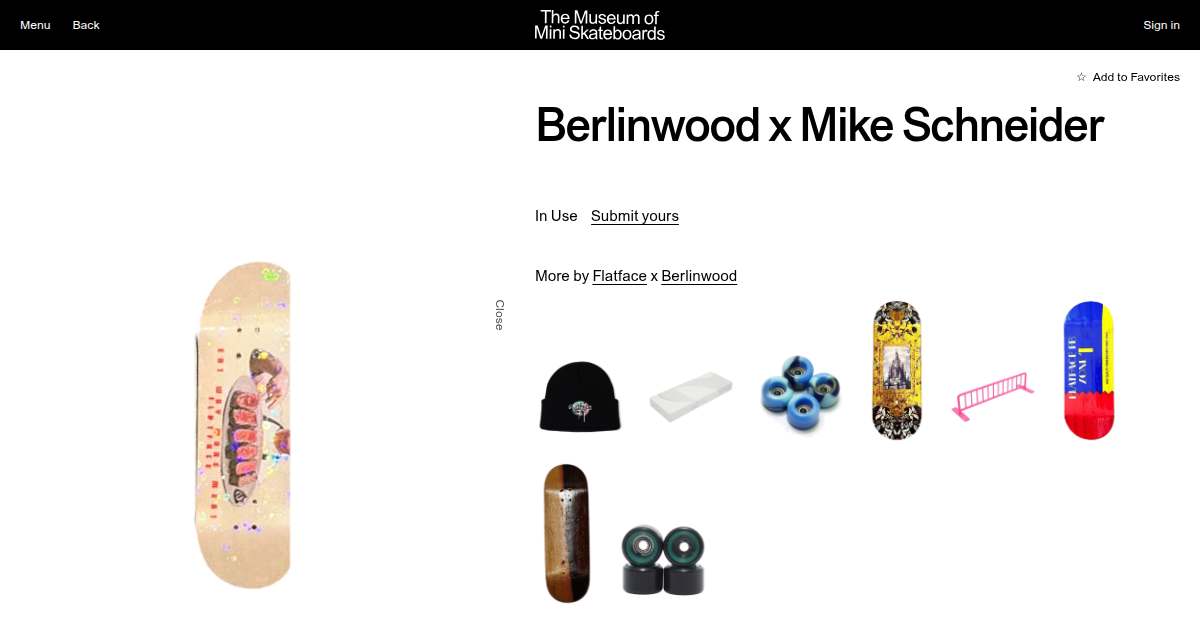 Menu
Back
The Museum of
Mini Skateboards
Sign in
☆ Add to Favorites
Berlinwood x Mike Schneider
In Use Submit yours
More by Flatface x Berlinwood
Close